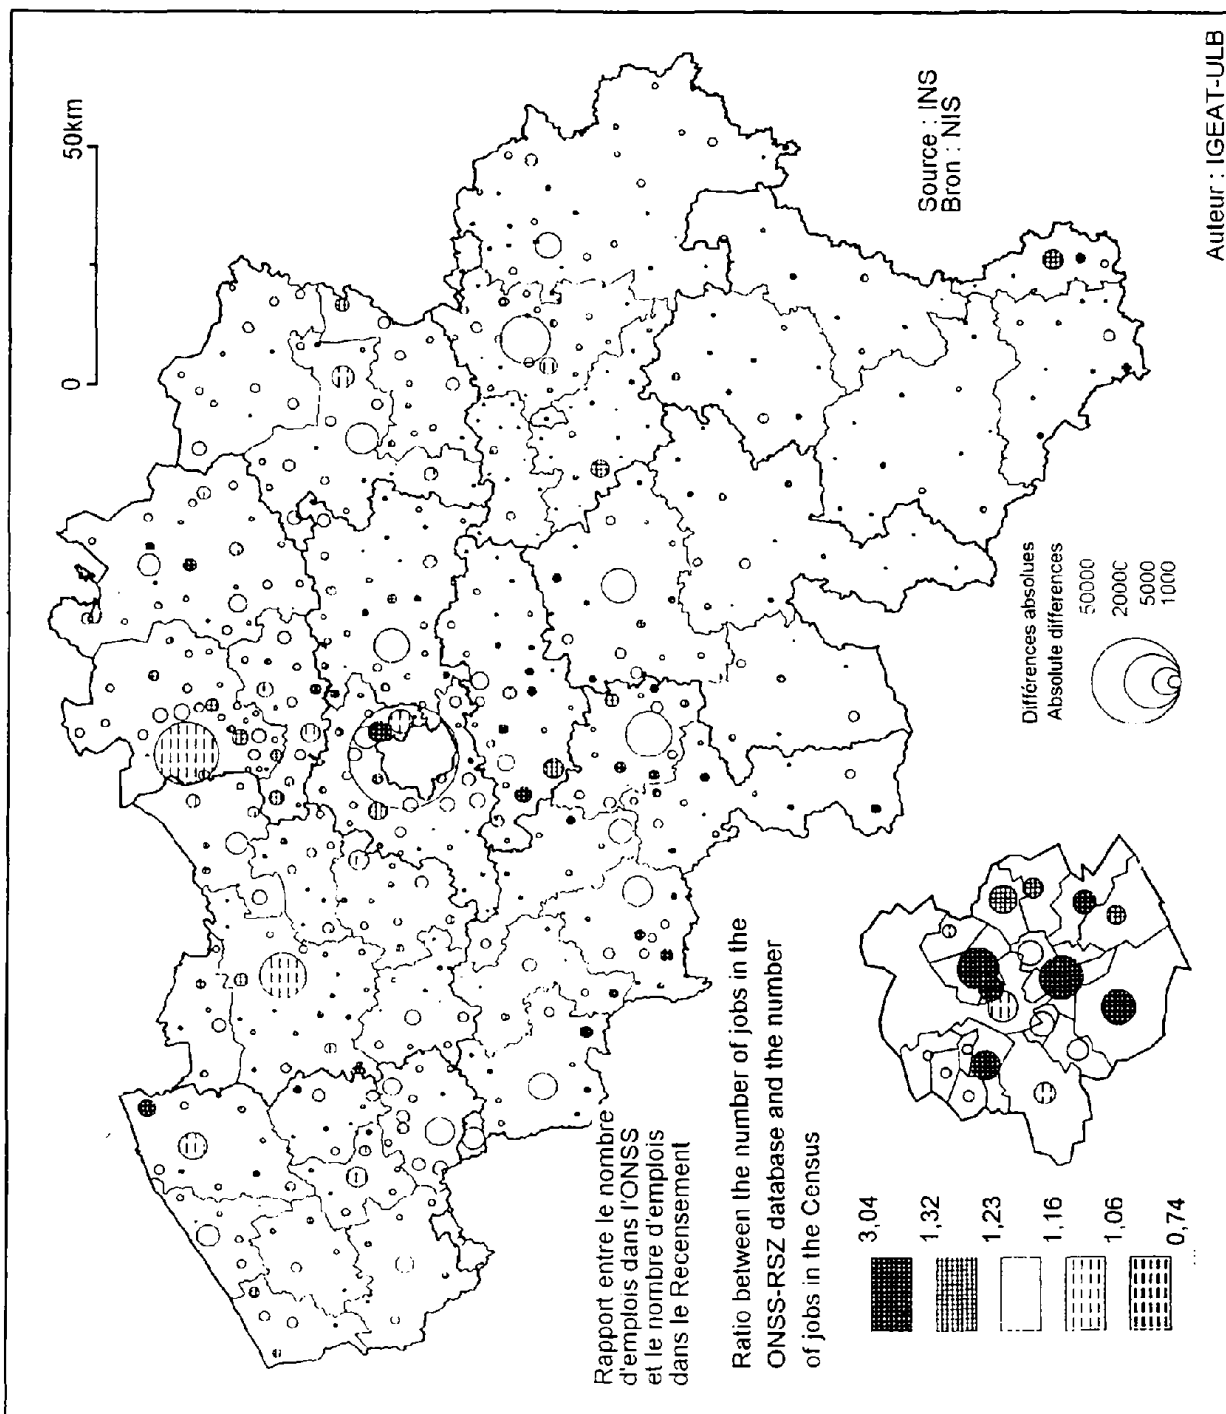 Rapport entre le nombre
d'emplois dans l'ONSS
et le nombre d'emplois
dans le Recensement
Ratio between the number of jobs in the
ONSS-RSZ database and the number
of jobs in the Census
3,04
1,32
1,23
1,16
1,06
0,74
Différences absolues
Absolute differences
50000
20000
5000
1000
0
50km
Source : INS
Bron : NIS
Auteur : IGEAT-ULB